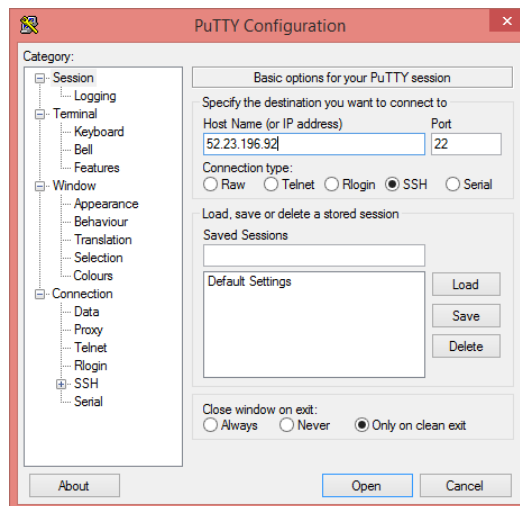 PuTTY Configuration
Category:
Session
Logging
Terminal
Keyboard
Bell
Features
Window
Appearance
Behaviour
Translation
Selection
Colours
Connection
Data
Proxy
Telnet
Rlogin
SSH
Serial
Basic options for your PuTTY session
Specify the destination you want to connect to
Host Name (or IP address) Port
52.23.196.92 22
Connection type:
Raw Telnet Rlogin SSH Serial
Load, save or delete a stored session
Saved Sessions
Default Settings
Load
Save
Delete
Close window on exit:
Always Never Only on clean exit
About Open Cancel